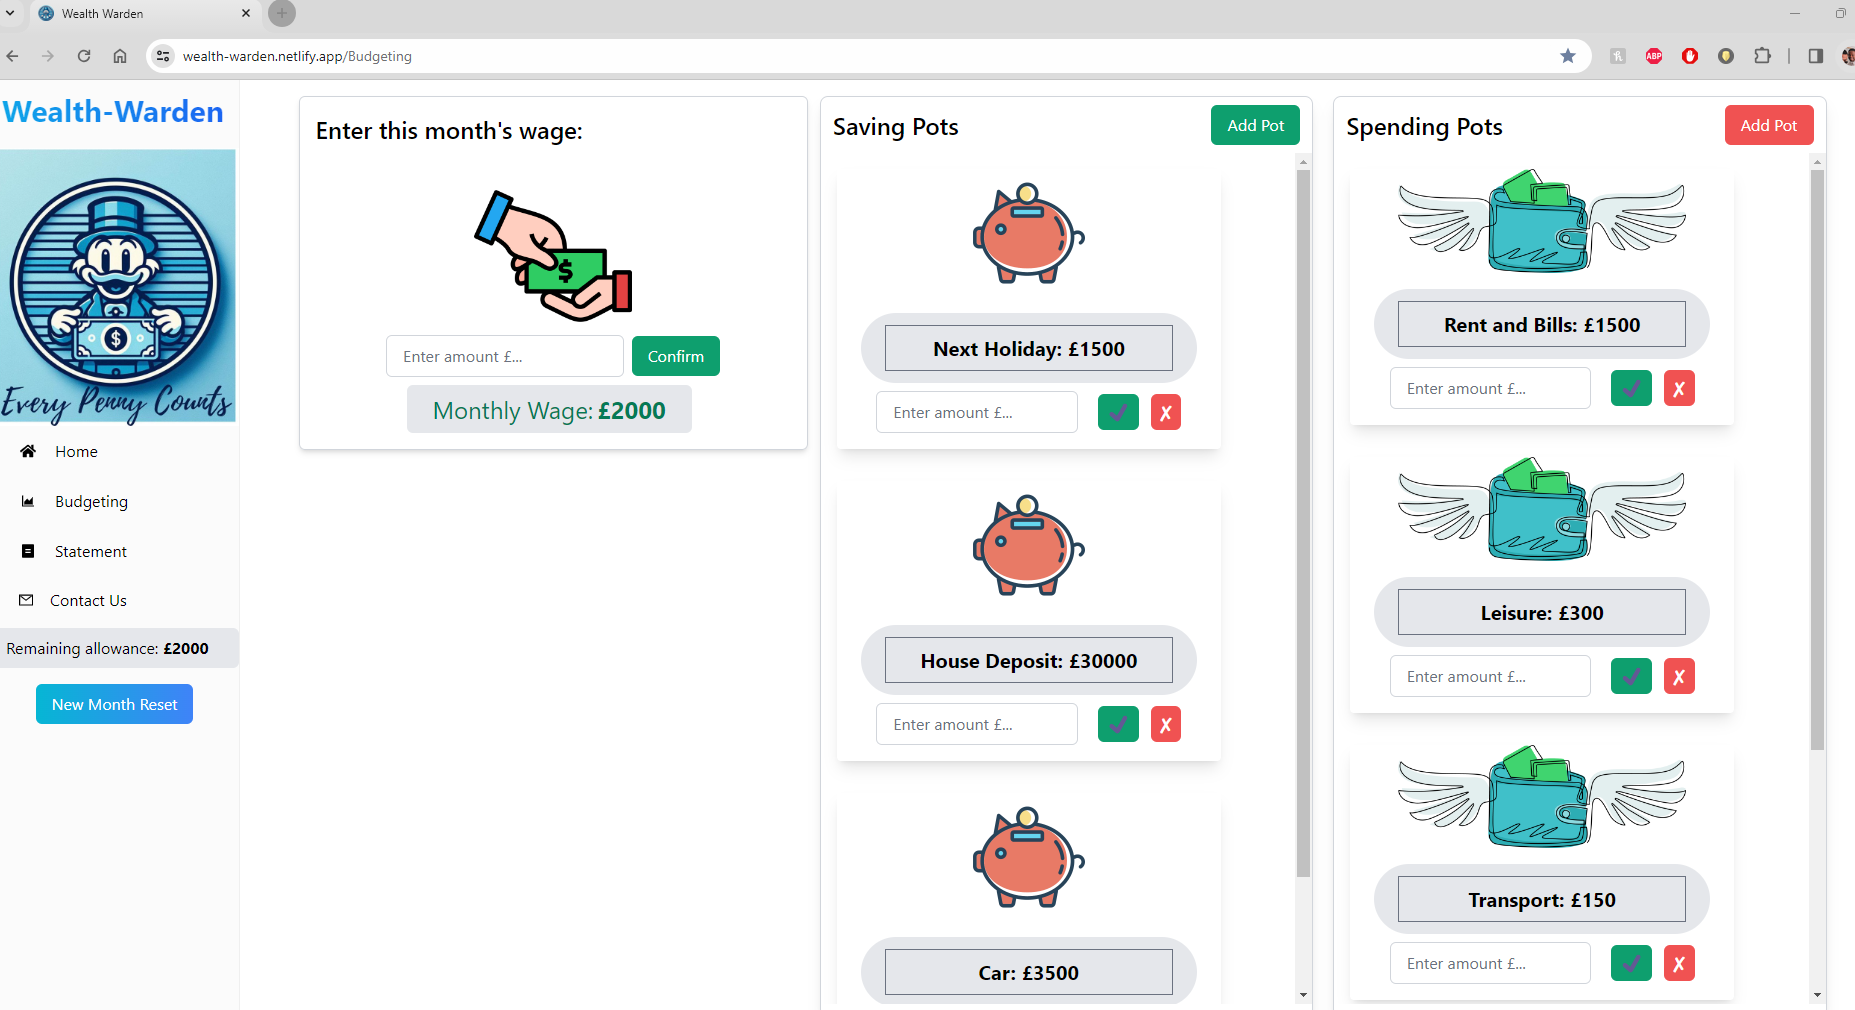 Wealth Warden
wealth-warden.netlify.app/Budgeting
ABP
Wealth-Warden
$
Every Penny Counts
Home
Budgeting
Statement
Contact Us
Remaining allowance: £2000
New Month Reset
Enter this month's wage:
$
Enter amount £...
Confirm
Monthly Wage: £2000
Saving Pots
Add Pot
Next Holiday: £1500
Enter amount £...
✔ ✗
House Deposit: £30000
Enter amount £...
✔ ✗
Car: £3500
Spending Pots
Add Pot
Rent and Bills: £1500
Enter amount £...
✔ ✗
Leisure: £300
Enter amount £...
✔ ✗
Transport: £150
Enter amount £...
✔ ✗